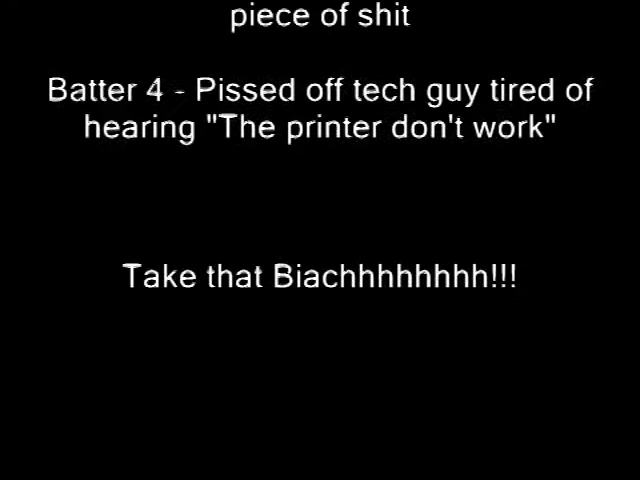 piece of shit
Batter 4 - Pissed off tech guy tired of
hearing "The printer don't work"
Take that Biachhhhhhhh!!!